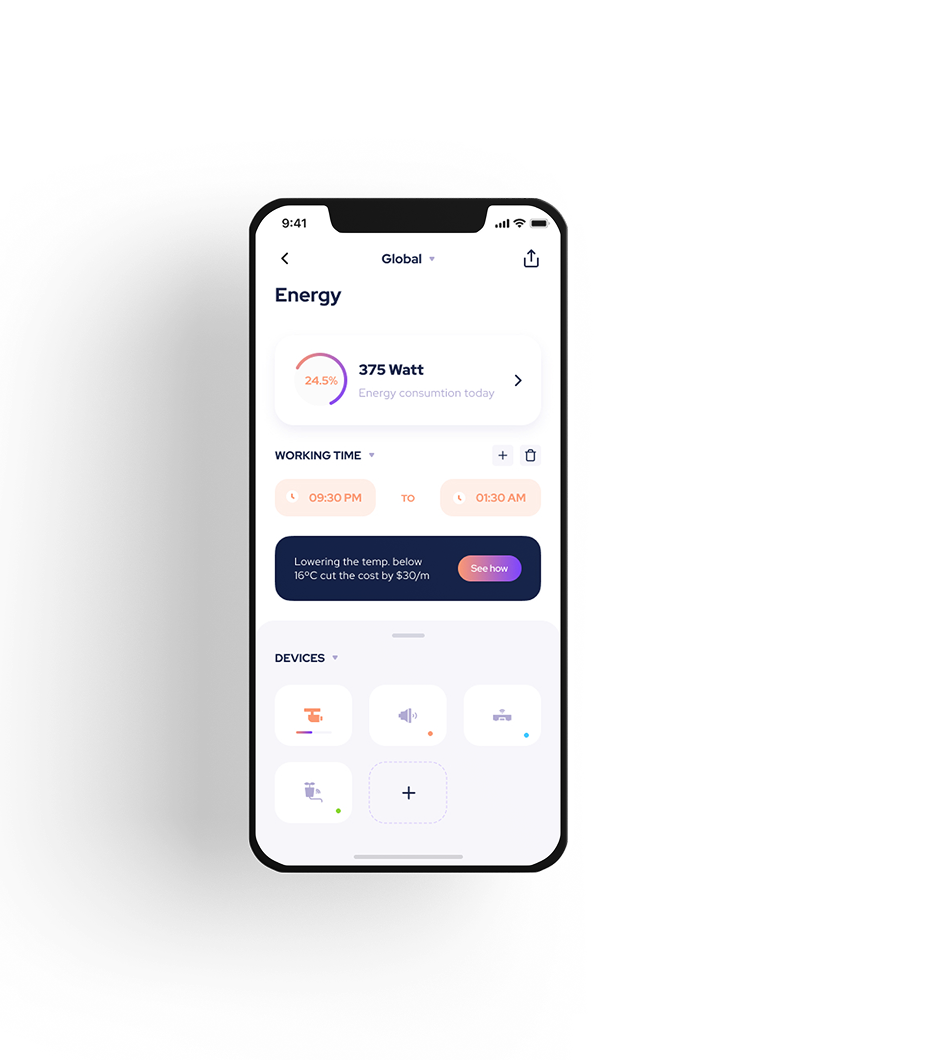 9:41
Global
Energy
24.5%
375 Watt
Energy consumtion today
WORKING TIME
09:30 PM TO 01:30 AM
Lowering the temp. below
16ºC cut the cost by $30/m
See how
DEVICES